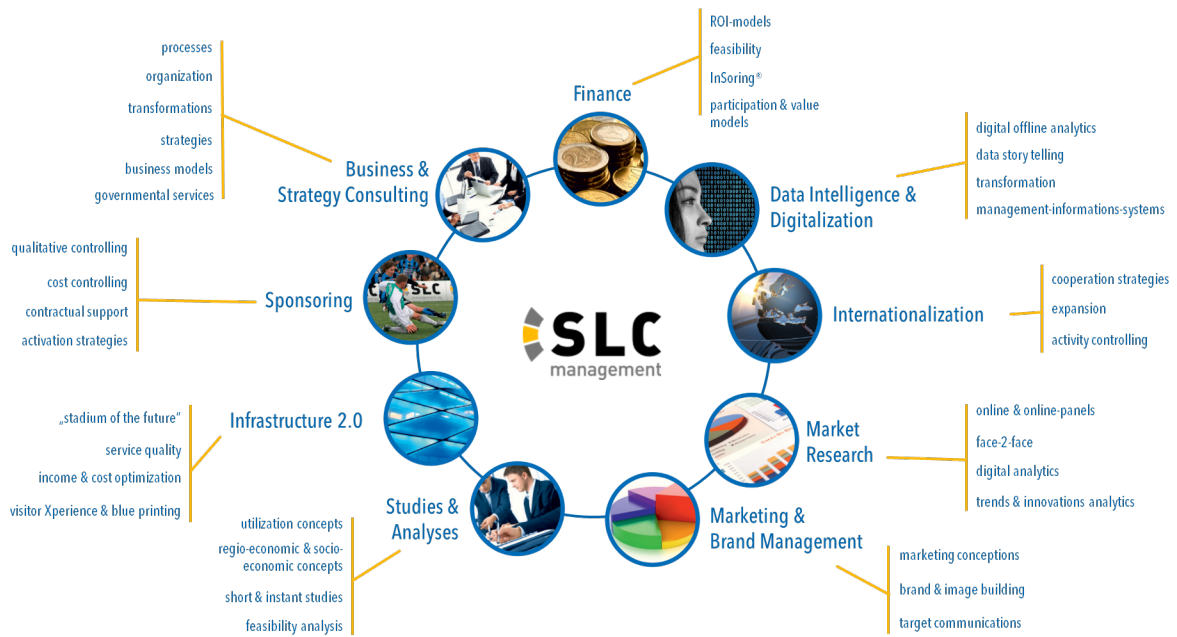 Finance
ROI-models
feasibility
InSoring®
participation & value
models
Data Intelligence &
Digitalization
digital offline analytics
data story telling
transformation
management-informations-systems
Internationalization
cooperation strategies
expansion
activity controlling
Market
Research
online & online-panels
face-2-face
digital analytics
trends & innovations analytics
Marketing &
Brand Management
marketing conceptions
brand & image building
target communications
Studies &
Analyses
utilization concepts
regio-economic & socio-
economic concepts
short & instant studies
feasibility analysis
Infrastructure 2.0
„stadium of the future“
service quality
income & cost optimization
visitor Xperience & blue printing
Sponsoring
qualitative controlling
cost controlling
contractual support
activation strategies
Business &
Strategy Consulting
processes
organization
transformations
strategies
business models
governmental services
SLC
management
SLC